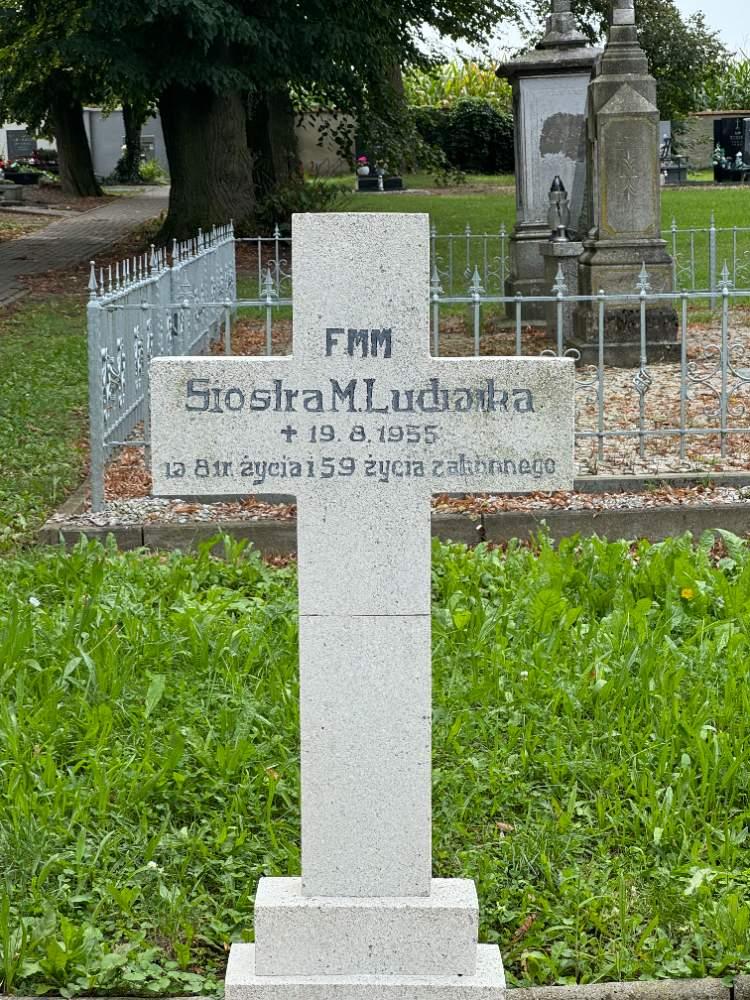 FMM
Siostra M. Ludwika
+ 19. 8. 1955
81 r. życia i 59 życia zakonnego